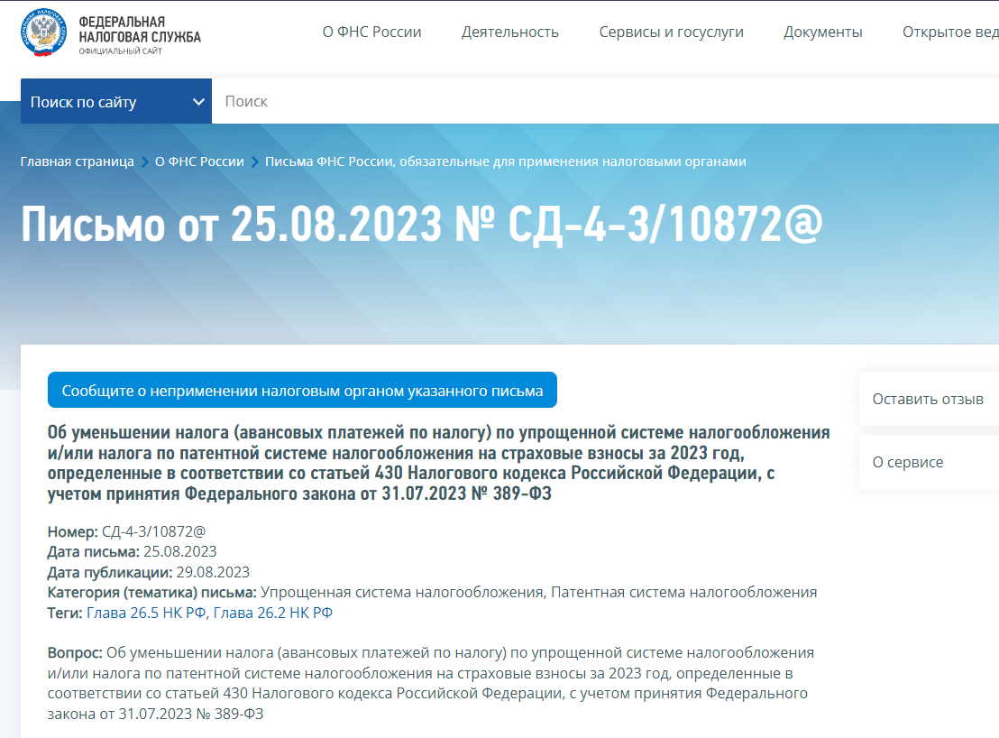 ФЕДЕРАЛЬНАЯ
НАЛОГОВАЯ СЛУЖБА
ОФИЦИАЛЬНЫЙ САЙТ
О ФНС России
Деятельность
Сервисы и госуслуги
Документы
Открытое вед
Поиск по сайту
Поиск
Главная страница > О ФНС России > Письма ФНС России, обязательные для применения налоговыми органами
Письмо от 25.08.2023 № СД-4-3/10872@
Сообщите о неприменении налоговым органом указанного письма
Оставить отзыв
О сервисе
Об уменьшении налога (авансовых платежей по налогу) по упрощенной системе налогообложения
и/или налога по патентной системе налогообложения на страховые взносы за 2023 год,
определенные в соответствии со статьей 430 Налогового кодекса Российской Федерации, с
учетом принятия Федерального закона от 31.07.2023 № 389-ФЗ
Номер: СД-4-3/10872@
Дата письма: 25.08.2023
Дата публикации: 29.08.2023
Категория (тематика) письма: Упрощенная система налогообложения, Патентная система налогообложения
Теги: Глава 26.5 НК РФ, Глава 26.2 НК РФ
Вопрос: Об уменьшении налога (авансовых платежей по налогу) по упрощенной системе налогообложения
и/или налога по патентной системе налогообложения на страховые взносы за 2023 год, определенные в
соответствии со статьей 430 Налогового кодекса Российской Федерации, с учетом принятия Федерального
закона от 31.07.2023 № 389-ФЗ